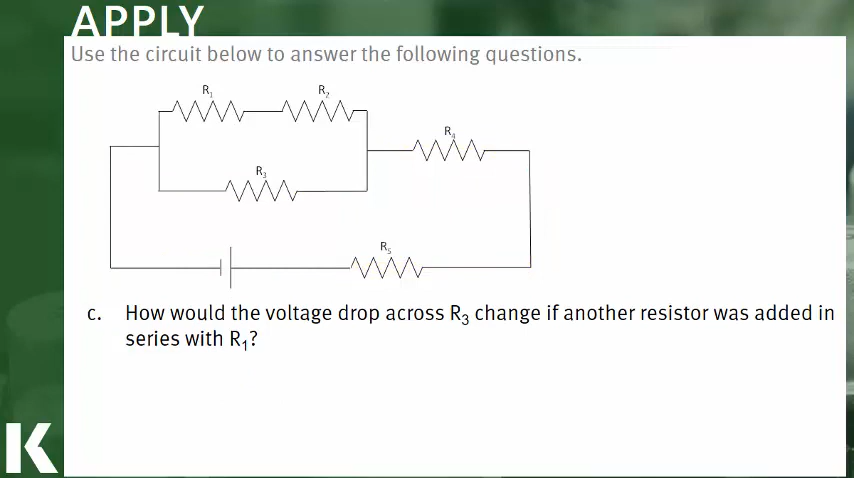 APPLY
Use the circuit below to answer the following questions.
R₁
R₂
R₄
R₃
R₅
c. How would the voltage drop across R₃ change if another resistor was added in
series with R₁?
K